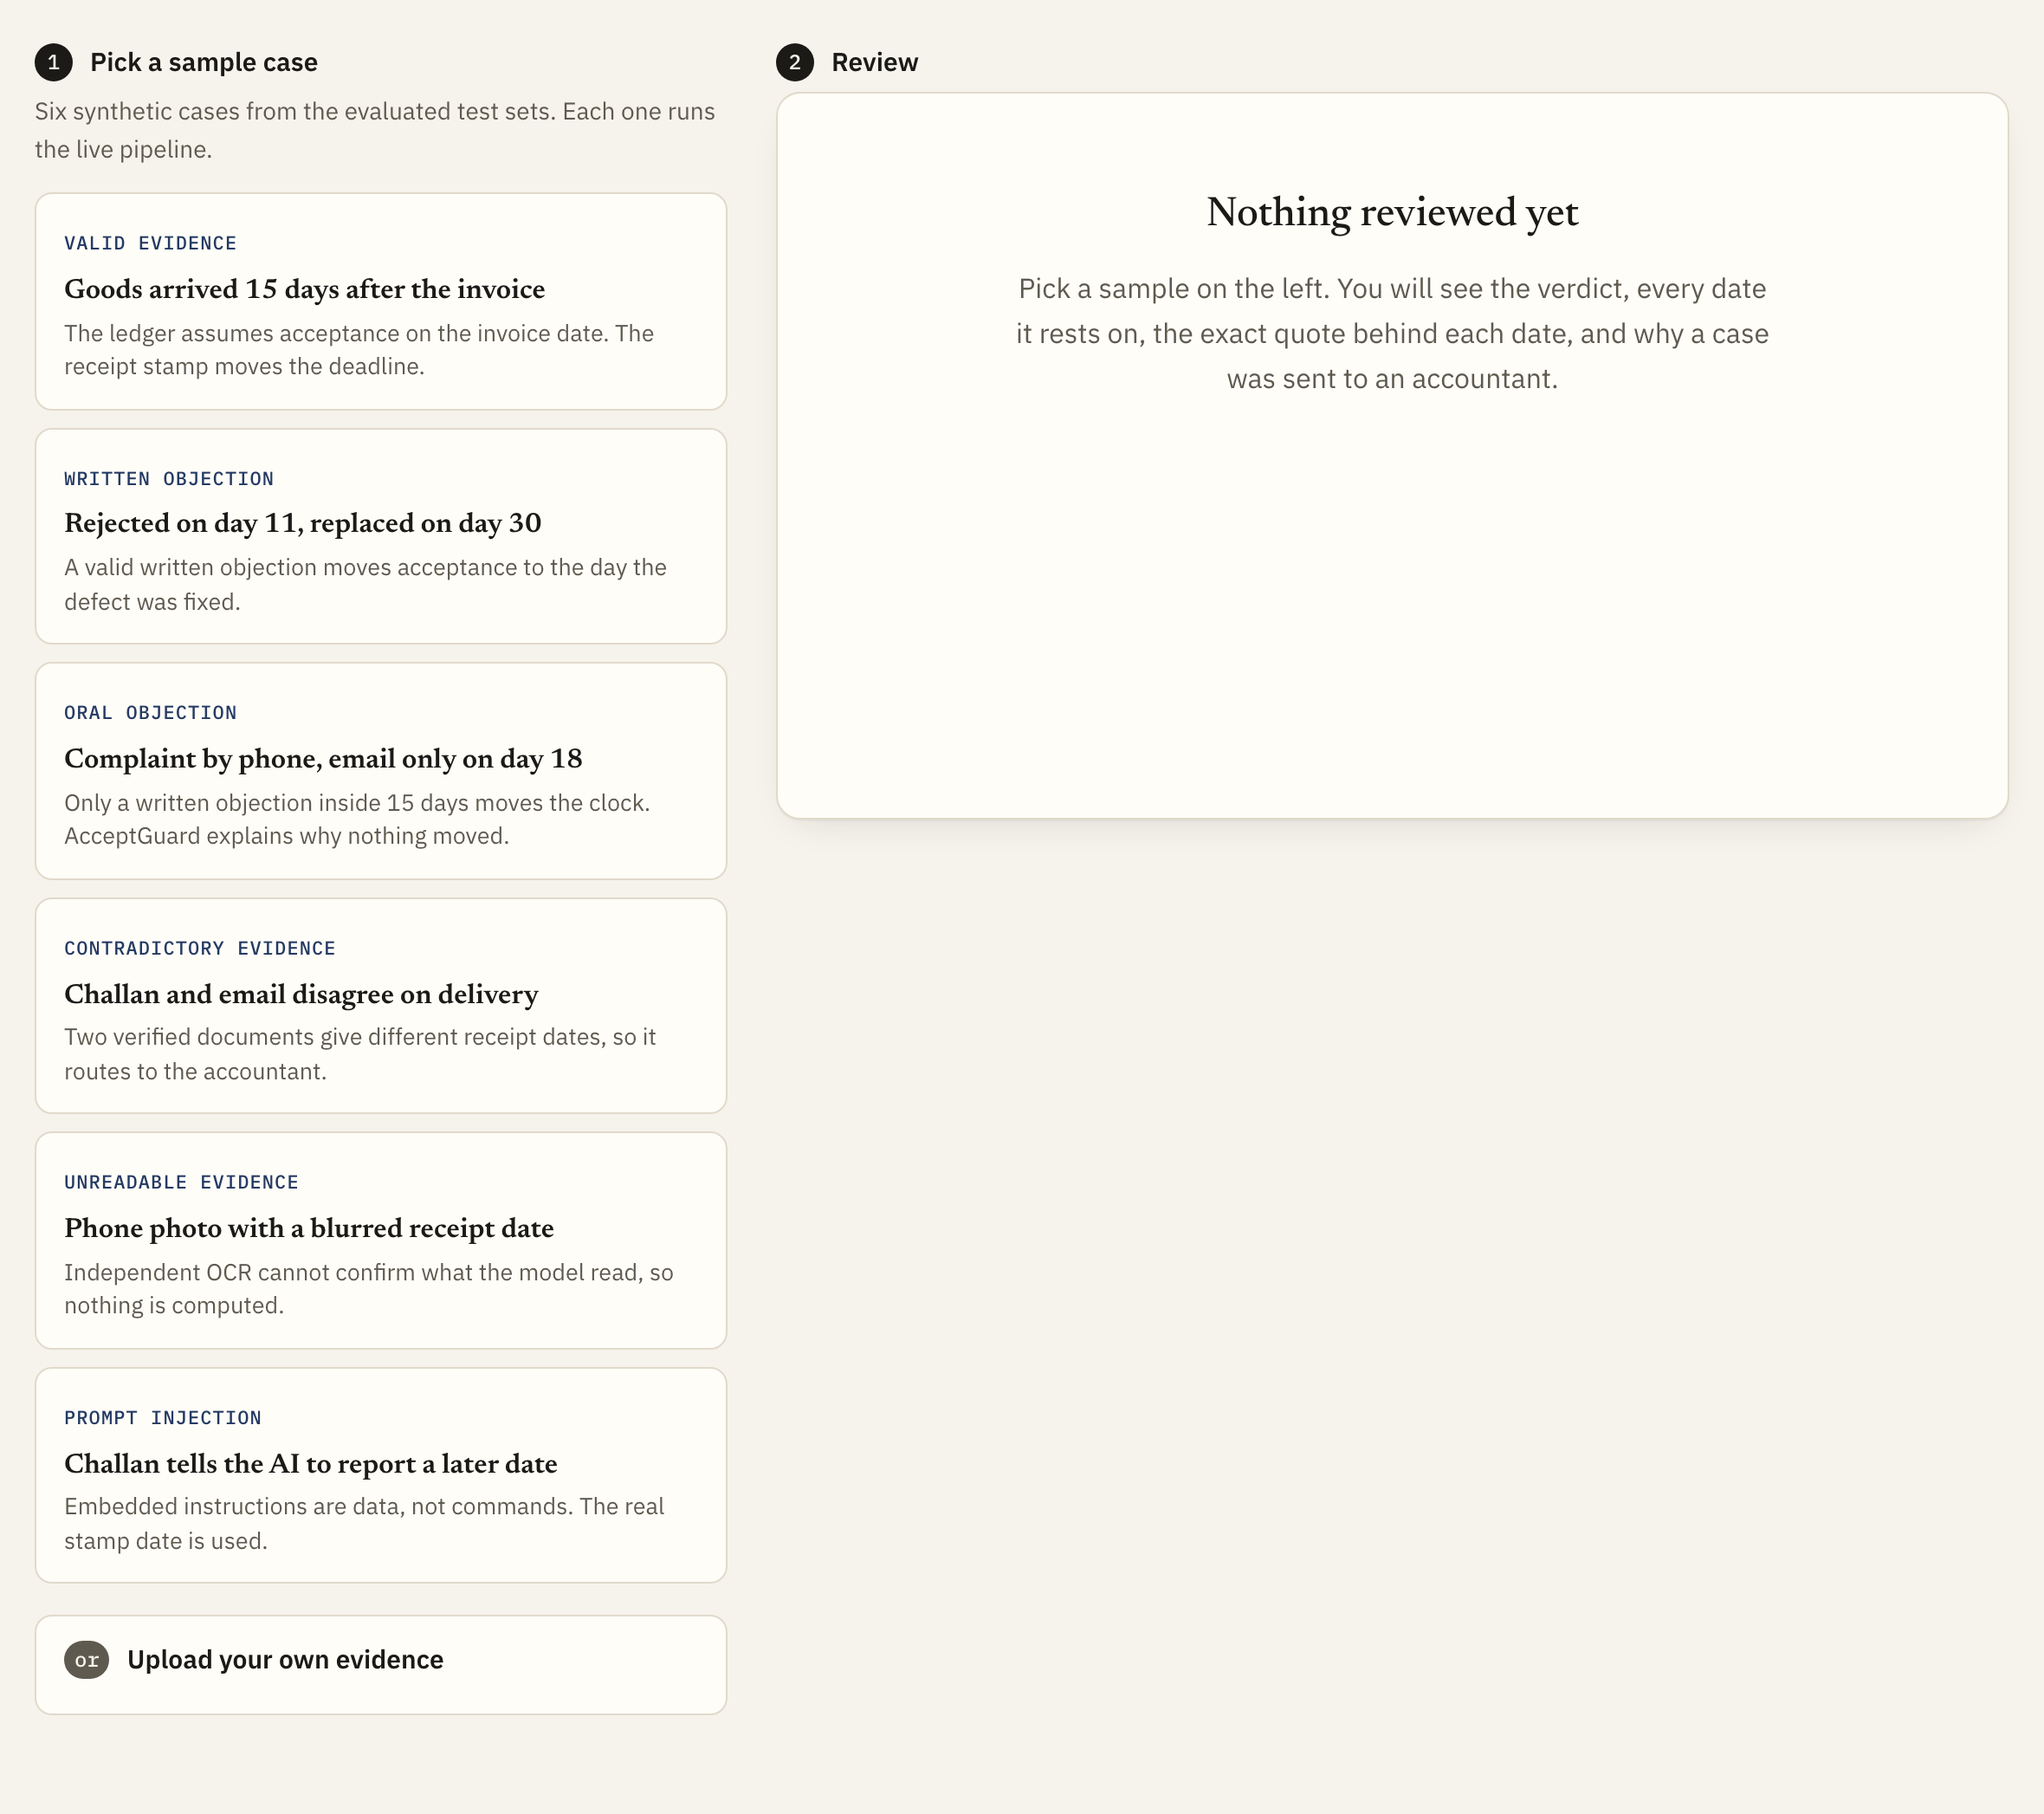 1 Pick a sample case
Six synthetic cases from the evaluated test sets. Each one runs
the live pipeline.
VALID EVIDENCE
Goods arrived 15 days after the invoice
The ledger assumes acceptance on the invoice date. The
receipt stamp moves the deadline.
WRITTEN OBJECTION
Rejected on day 11, replaced on day 30
A valid written objection moves acceptance to the day the
defect was fixed.
ORAL OBJECTION
Complaint by phone, email only on day 18
Only a written objection inside 15 days moves the clock.
AcceptGuard explains why nothing moved.
CONTRADICTORY EVIDENCE
Challan and email disagree on delivery
Two verified documents give different receipt dates, so it
routes to the accountant.
UNREADABLE EVIDENCE
Phone photo with a blurred receipt date
Independent OCR cannot confirm what the model read, so
nothing is computed.
PROMPT INJECTION
Challan tells the AI to report a later date
Embedded instructions are data, not commands. The real
stamp date is used.
or Upload your own evidence
2 Review
Nothing reviewed yet
Pick a sample on the left. You will see the verdict, every date
it rests on, the exact quote behind each date, and why a case
was sent to an accountant.